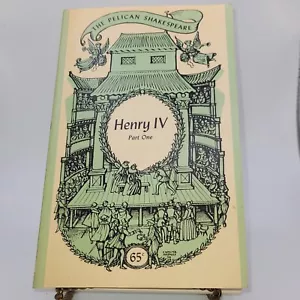 THE PELICAN SHAKESPEARE
Henry IV
Part One
65¢